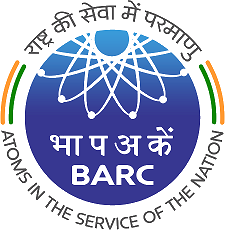 राष्ट्र की सेवा में परमाणु
भा प अ कें
BARC
ATOMS IN THE SERVICE OF THE NATION